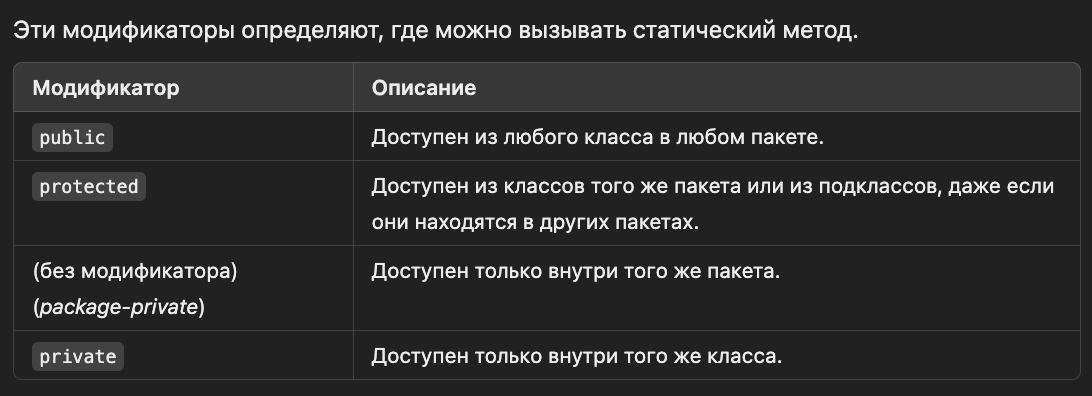 Эти модификаторы определяют, где можно вызывать статический метод.
Модификатор Описание
public Доступен из любого класса в любом пакете.
protected Доступен из классов того же пакета или из подклассов, даже если
они находятся в других пакетах.
(без модификатора) Доступен только внутри того же пакета.
(package-private)
private Доступен только внутри того же класса.